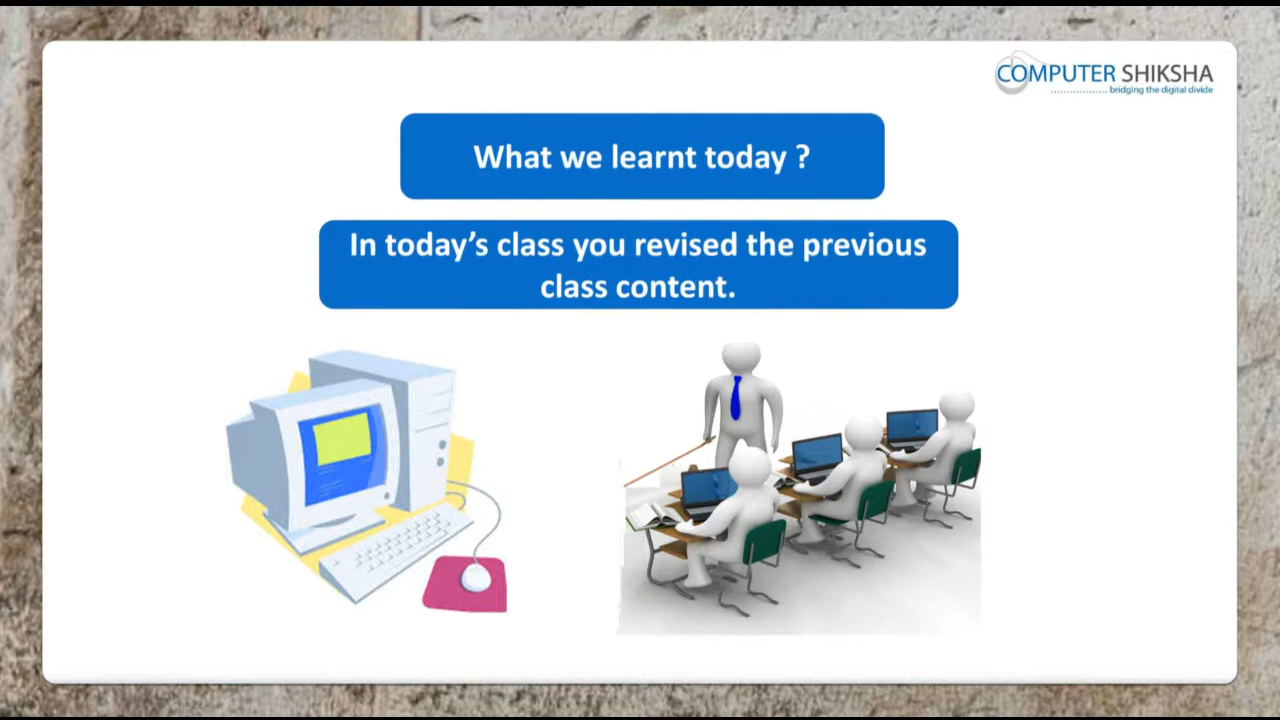 COMPUTER SHIKSHA
bridging the digital divide
What we learnt today ?
In today’s class you revised the previous
class content.